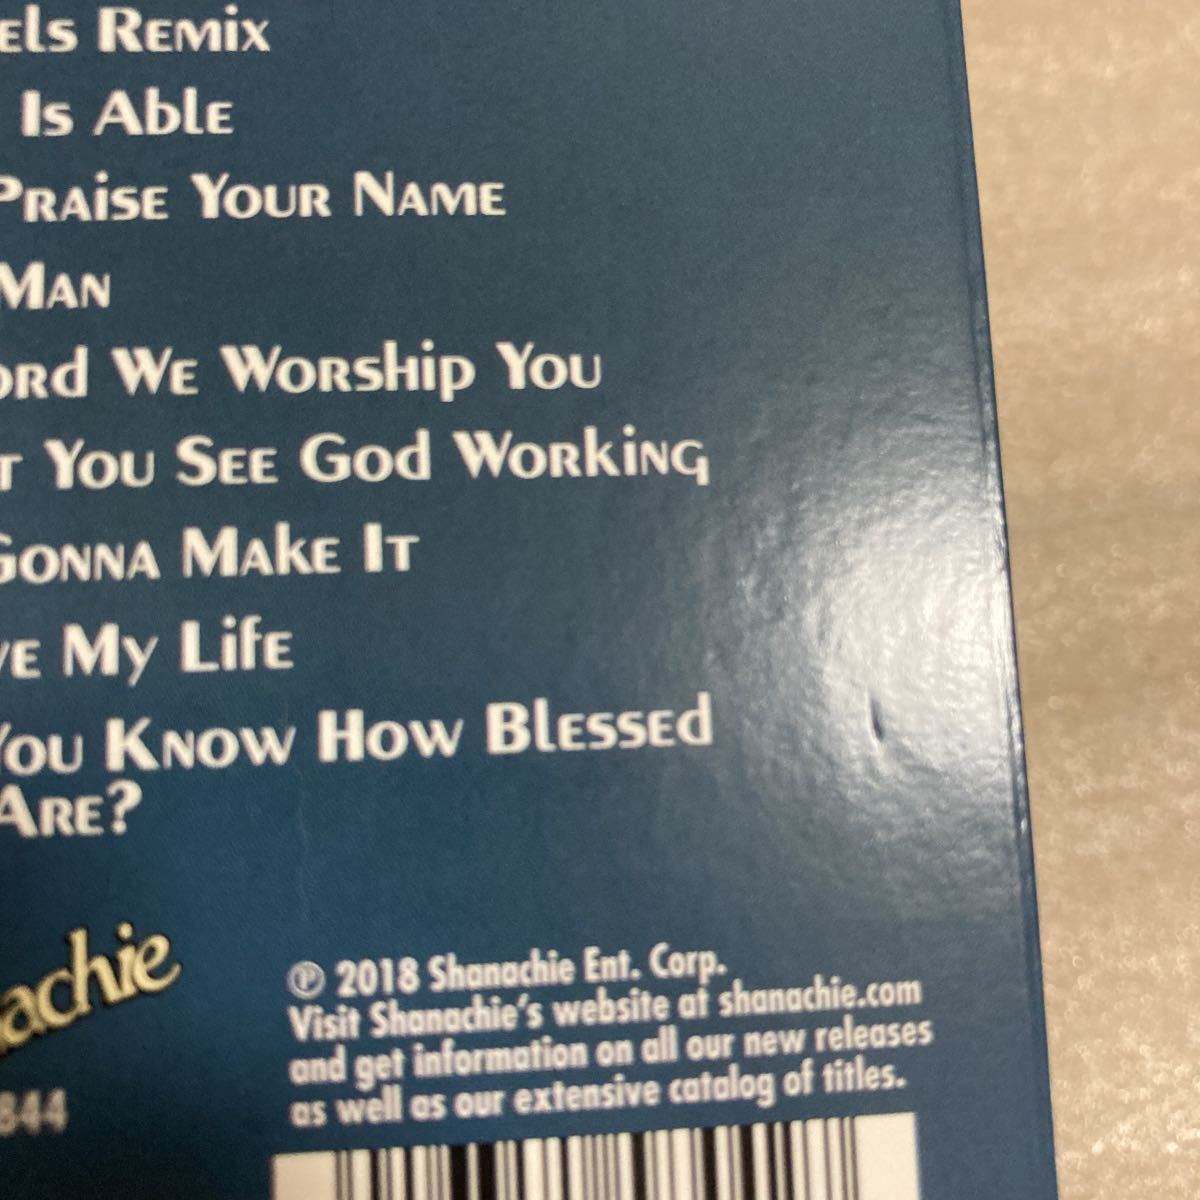 els Remix
Is Able
Praise Your Name
Man
ord We Worship You
t You See God Working
Gonna Make It
ve My Life
You Know How Blessed
Are?
achie
℗ 2018 Shanachie Ent. Corp.
Visit Shanachie's website at shanachie.com
and get information on all our new releases
as well as our extensive catalog of titles.
844